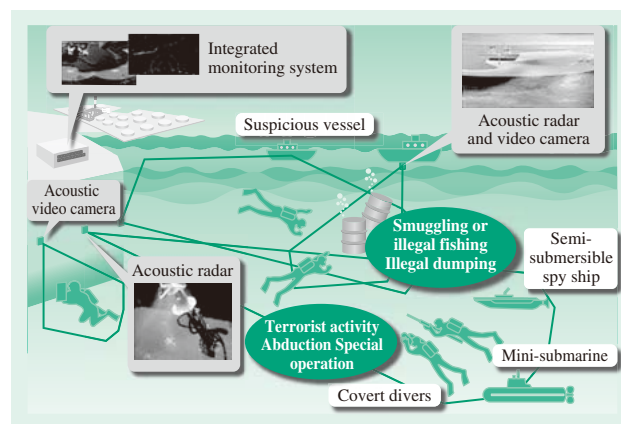 Integrated
monitoring system
Suspicious vessel
Acoustic radar
and video camera
Acoustic
video camera
Smuggling or
illegal fishing
Illegal dumping
Semi-
submersible
spy ship
Acoustic radar
Terrorist activity
Abduction Special
operation
Mini-submarine
Covert divers